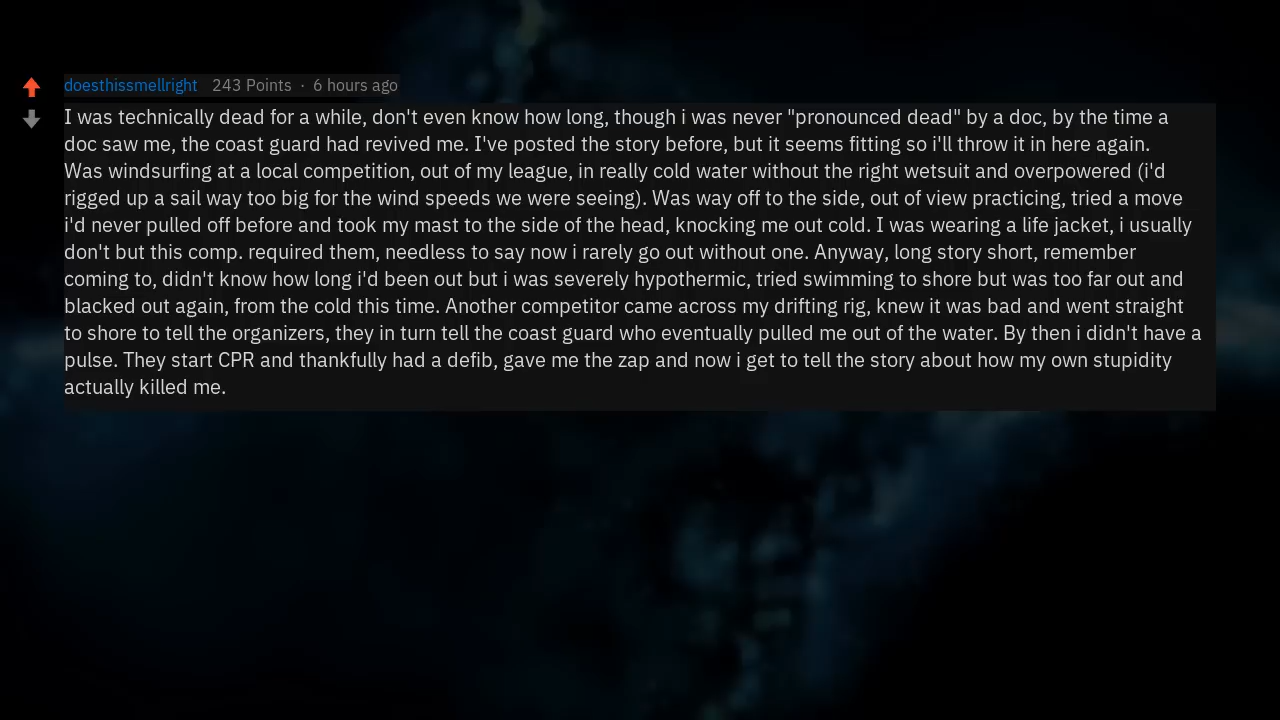 doesthissmellright 243 Points · 6 hours ago
I was technically dead for a while, don't even know how long, though i was never "pronounced dead" by a doc, by the time a
doc saw me, the coast guard had revived me. I've posted the story before, but it seems fitting so i'll throw it in here again.
Was windsurfing at a local competition, out of my league, in really cold water without the right wetsuit and overpowered (i'd
rigged up a sail way too big for the wind speeds we were seeing). Was way off to the side, out of view practicing, tried a move
i'd never pulled off before and took my mast to the side of the head, knocking me out cold. I was wearing a life jacket, i usually
don't but this comp. required them, needless to say now i rarely go out without one. Anyway, long story short, remember
coming to, didn't know how long i'd been out but i was severely hypothermic, tried swimming to shore but was too far out and
blacked out again, from the cold this time. Another competitor came across my drifting rig, knew it was bad and went straight
to shore to tell the organizers, they in turn tell the coast guard who eventually pulled me out of the water. By then i didn't have a
pulse. They start CPR and thankfully had a defib, gave me the zap and now i get to tell the story about how my own stupidity
actually killed me.